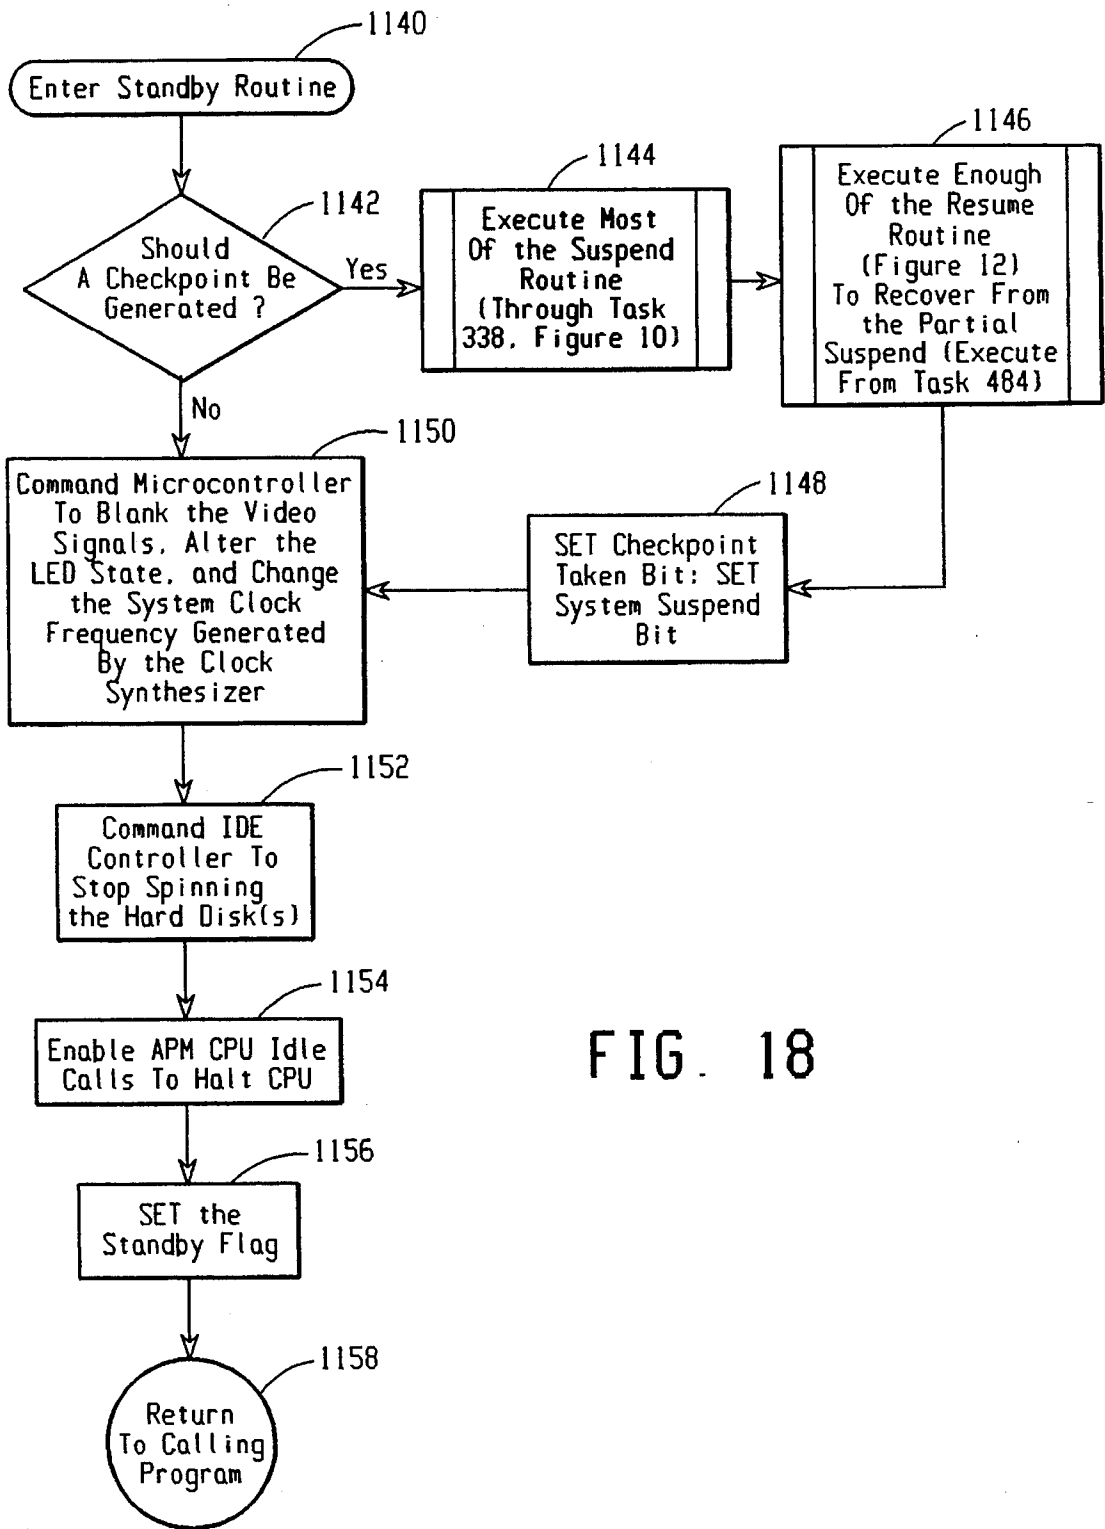 1140
Enter Standby Routine
1142
Should
A Checkpoint Be
Generated ?
Yes
No
1144
Execute Most
Of the Suspend
Routine
(Through Task
338, Figure 10)
1146
Execute Enough
Of the Resume
Routine
(Figure 12)
To Recover From
the Partial
Suspend (Execute
From Task 484)
1148
SET Checkpoint
Taken Bit: SET
System Suspend
Bit
1150
Command Microcontroller
To Blank the Video
Signals, Alter the
LED State, and Change
the System Clock
Frequency Generated
By the Clock
Synthesizer
1152
Command IDE
Controller To
Stop Spinning
the Hard Disk(s)
1154
Enable APM CPU Idle
Calls To Halt CPU
1156
SET the
Standby Flag
1158
Return
To Calling
Program
FIG. 18